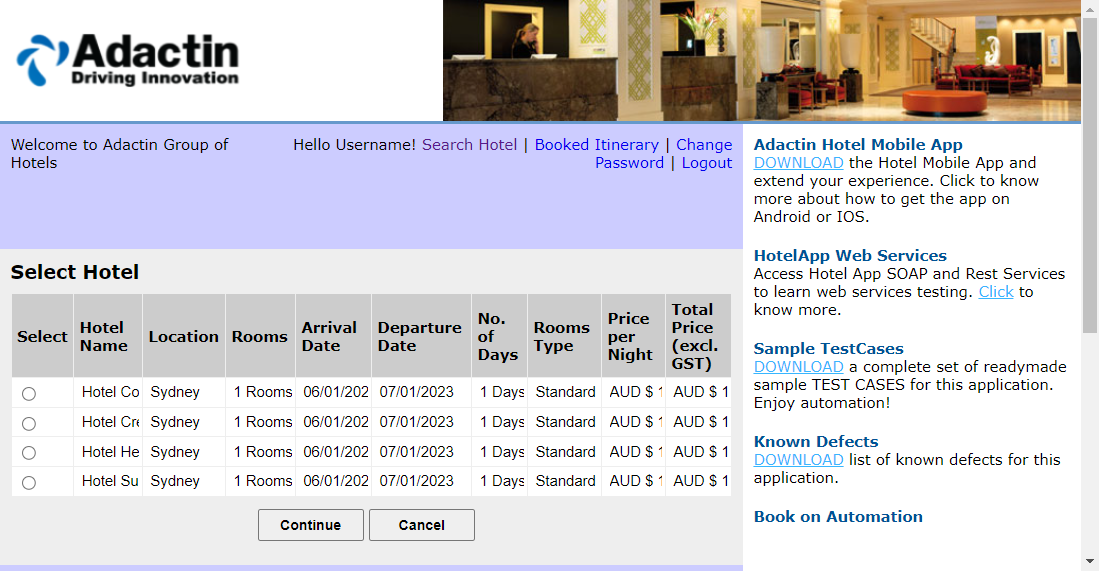 Adactin
Driving Innovation
Welcome to Adactin Group of
Hotels
Hello Username! Search Hotel | Booked Itinerary | Change
Password | Logout
Select Hotel
Select Hotel Name Location Rooms Arrival Date Departure Date No. of Days Rooms Type Price per Night Total Price (excl. GST)
Hotel Co Sydney 1 Rooms 06/01/202 07/01/2023 1 Days Standard AUD $ 1 AUD $ 1
Hotel Cre Sydney 1 Rooms 06/01/202 07/01/2023 1 Days Standard AUD $ 1 AUD $ 1
Hotel He Sydney 1 Rooms 06/01/202 07/01/2023 1 Days Standard AUD $ 1 AUD $ 1
Hotel Su Sydney 1 Rooms 06/01/202 07/01/2023 1 Days Standard AUD $ 1 AUD $ 1
Continue Cancel
Adactin Hotel Mobile App
DOWNLOAD the Hotel Mobile App and
extend your experience. Click to know
more about how to get the app on
Android or IOS.
HotelApp Web Services
Access Hotel App SOAP and Rest Services
to learn web services testing. Click to
know more.
Sample TestCases
DOWNLOAD a complete set of readymade
sample TEST CASES for this application.
Enjoy automation!
Known Defects
DOWNLOAD list of known defects for this
application.
Book on Automation